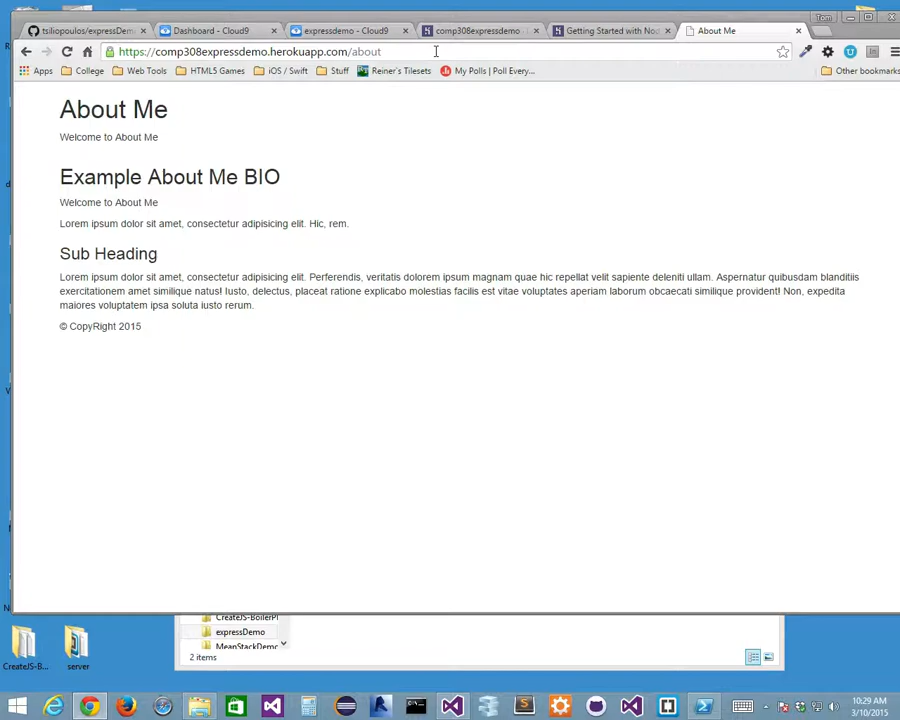 Tom
tsiliopoulos/expressDem
Dashboard - Cloud9
expressdemo - Cloud9
comp308expressdemo
Getting Started with Nod
About Me
https://comp308expressdemo.herokuapp.com/about
Apps College Web Tools HTML5 Games iOS / Swift Stuff Reiner's Tilesets My Polls | Poll Every... Other bookmarks
About Me
Welcome to About Me
Example About Me BIO
Welcome to About Me
Lorem ipsum dolor sit amet, consectetur adipisicing elit. Hic, rem.
Sub Heading
Lorem ipsum dolor sit amet, consectetur adipisicing elit. Perferendis, veritatis dolorem ipsum magnam quae hic repellat velit sapiente deleniti ullam. Aspernatur quibusdam blanditiis
exercitationem amet similique natus! Iusto, delectus, placeat ratione explicabo molestias facilis est vitae voluptates aperiam laborum obcaecati similique provident! Non, expedita
maiores voluptatem ipsa soluta iusto rerum.
© CopyRight 2015
CreateJS-BoilerPl
expressDemo
MeanStackDemo
2 items
CreateJS-B...
server
10:29 AM
3/10/2015